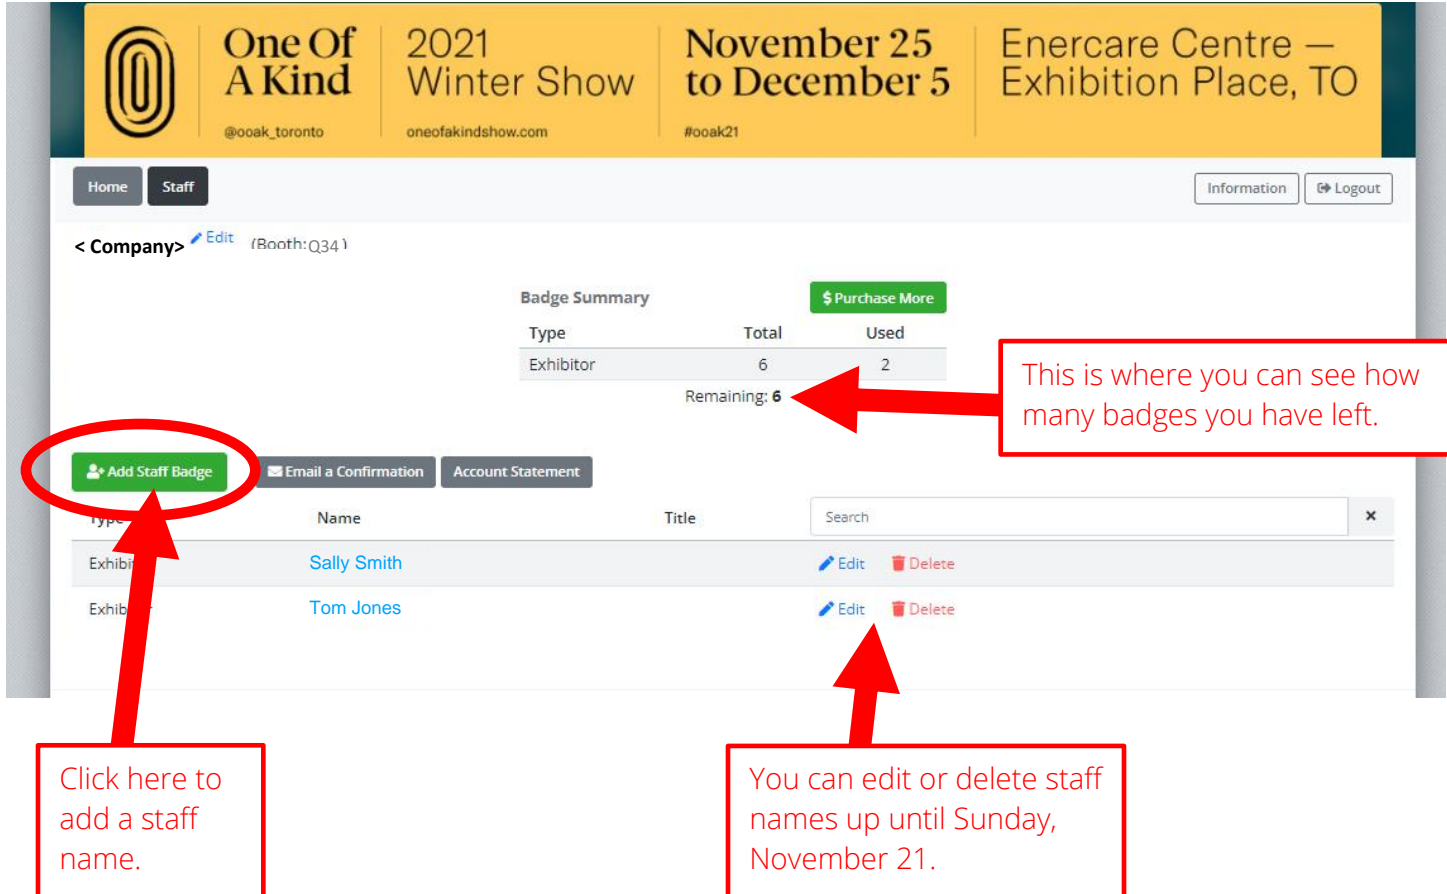 One Of
A Kind
@ooak_toronto
2021
Winter Show
oneofakindshow.com
November 25
to December 5
#ooak21
Enercare Centre —
Exhibition Place, TO
Home Staff Information Logout
< Company> Edit (Booth: Q34 )
Badge Summary $ Purchase More
Type Total Used
Exhibitor 6 2
Remaining: 6
This is where you can see how
many badges you have left.
Add Staff Badge Email a Confirmation Account Statement
Type Name Title Search ×
Sally Smith Edit Delete
Tom Jones Edit Delete
Click here to
add a staff
name.
You can edit or delete staff
names up until Sunday,
November 21.